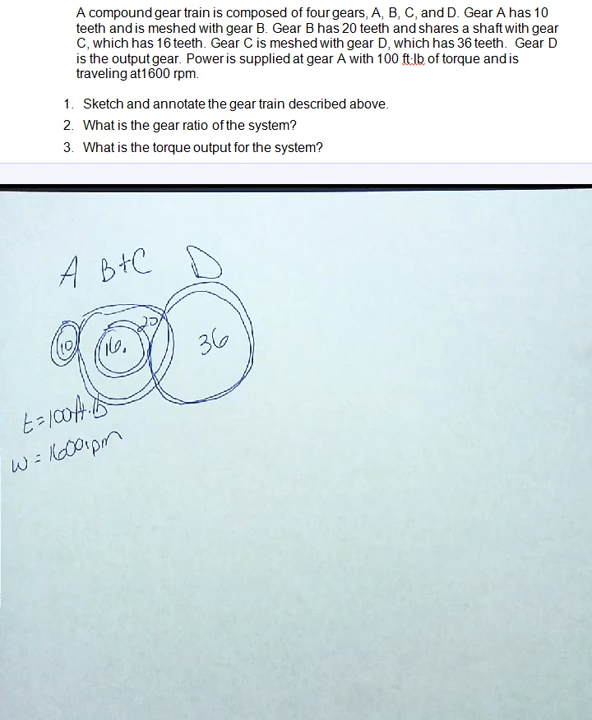 A compound gear train is composed of four gears, A, B, C, and D. Gear A has 10
teeth and is meshed with gear B. Gear B has 20 teeth and shares a shaft with gear
C, which has 16 teeth. Gear C is meshed with gear D, which has 36 teeth. Gear D
is the output gear. Power is supplied at gear A with 100 ft·lb of torque and is
traveling at1600 rpm.
1. Sketch and annotate the gear train described above.
2. What is the gear ratio of the system?
3. What is the torque output for the system?
A B+C D
20
10 16. 36
t=100ft.lb
w=1600rpm